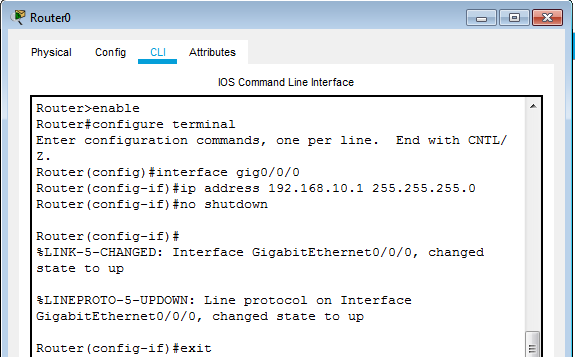 Router0
Physical Config CLI Attributes
IOS Command Line Interface
Router>enable
Router#configure terminal
Enter configuration commands, one per line.  End with CNTL/
Z.
Router(config)#interface gig0/0/0
Router(config-if)#ip address 192.168.10.1 255.255.255.0
Router(config-if)#no shutdown
Router(config-if)#
%LINK-5-CHANGED: Interface GigabitEthernet0/0/0, changed
state to up
%LINEPROTO-5-UPDOWN: Line protocol on Interface
GigabitEthernet0/0/0, changed state to up
Router(config-if)#exit